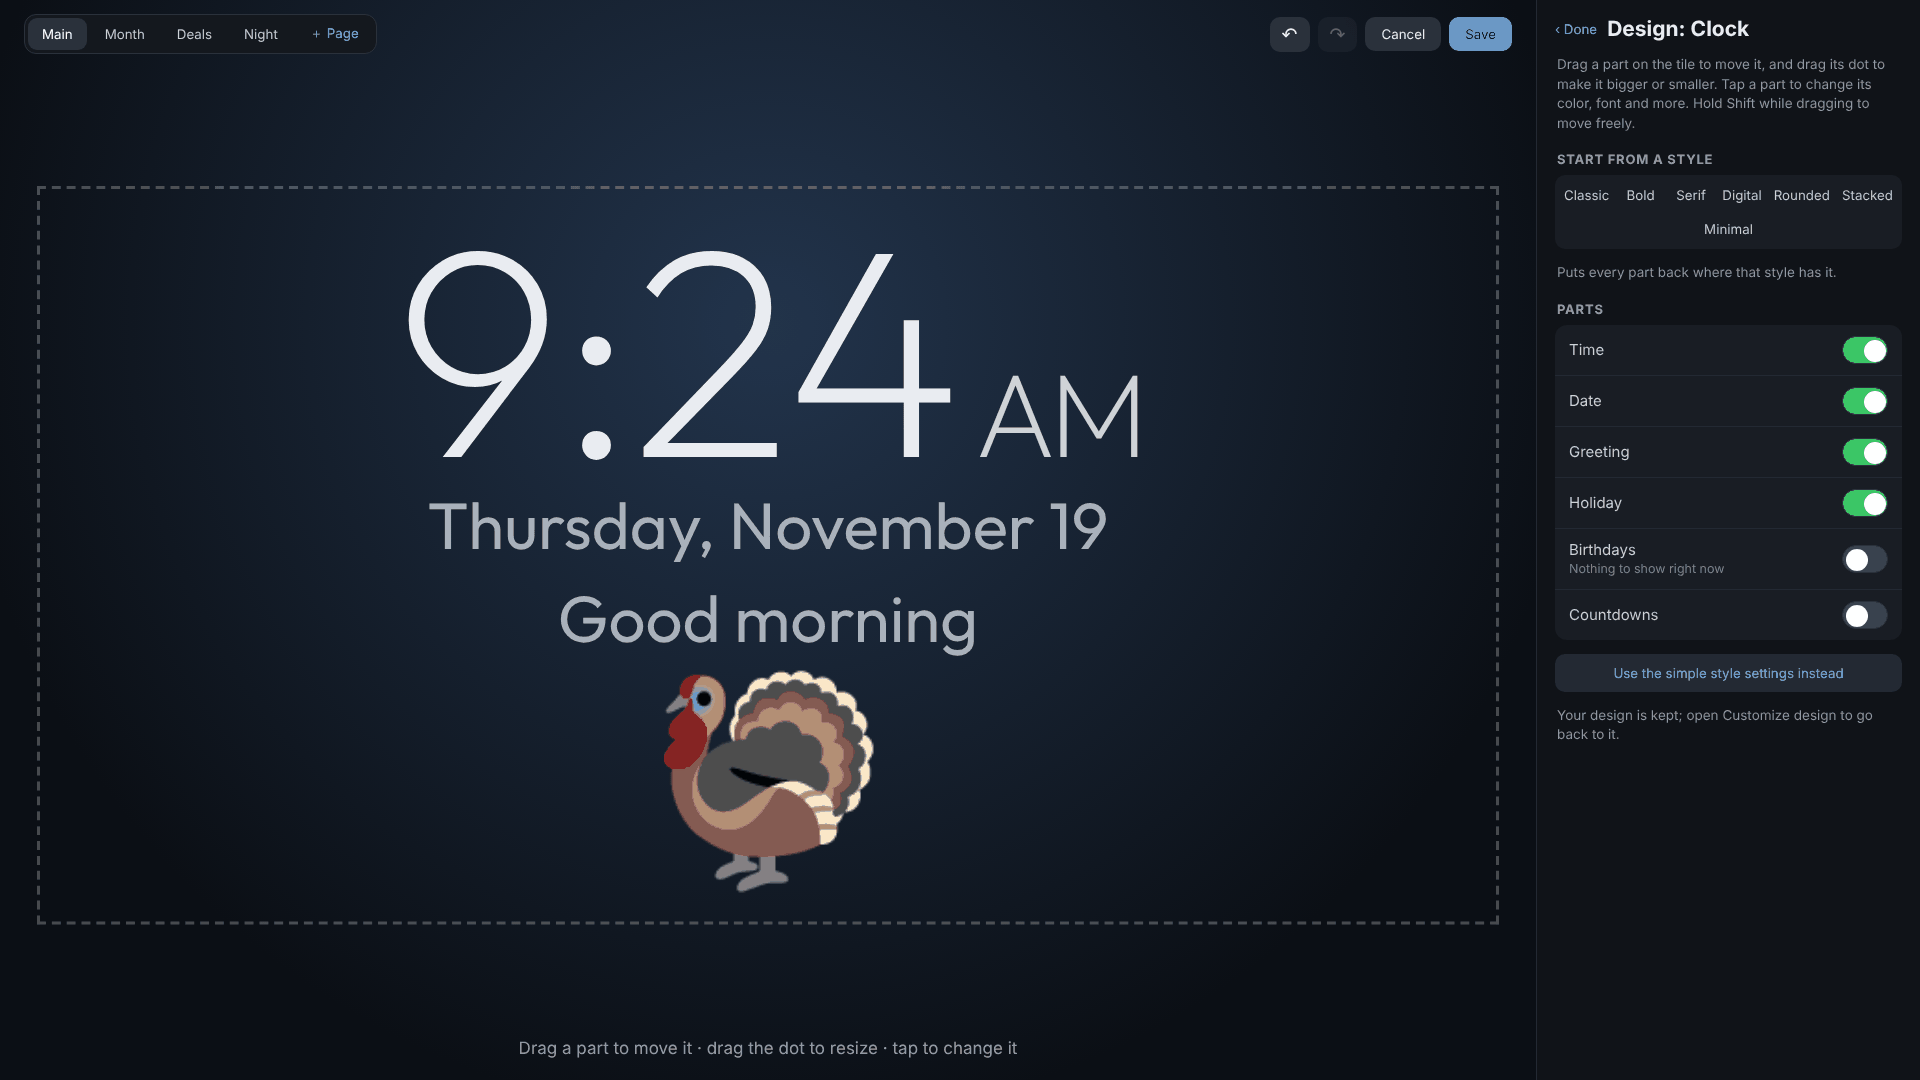 Main
Month
Deals
Night
+ Page
Cancel
Save
‹ Done
Design: Clock
Drag a part on the tile to move it, and drag its dot to
make it bigger or smaller. Tap a part to change its
color, font and more. Hold Shift while dragging to
move freely.
START FROM A STYLE
Classic
Bold
Serif
Digital
Rounded
Stacked
Minimal
Puts every part back where that style has it.
PARTS
Time
Date
Greeting
Holiday
Birthdays
Nothing to show right now
Countdowns
Use the simple style settings instead
Your design is kept; open Customize design to go
back to it.
9:24 AM
Thursday, November 19
Good morning
Drag a part to move it · drag the dot to resize · tap to change it